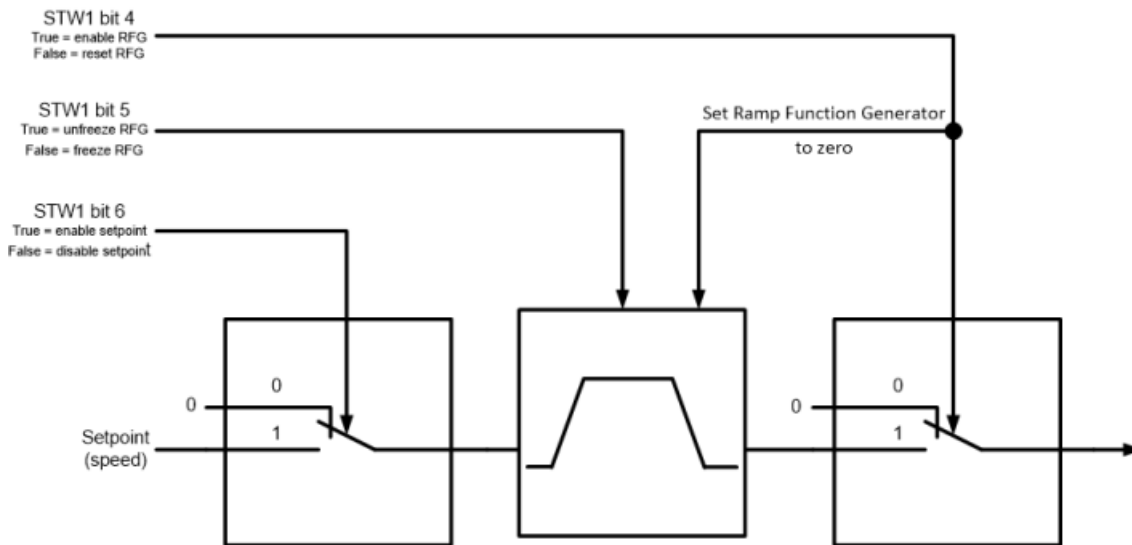 STW1 bit 4
True = enable RFG
False = reset RFG
STW1 bit 5
True = unfreeze RFG
False = freeze RFG
Set Ramp Function Generator
to zero
STW1 bit 6
True = enable setpoint
False = disable setpoint
0
0
1
Setpoint
(speed)
0
0
1